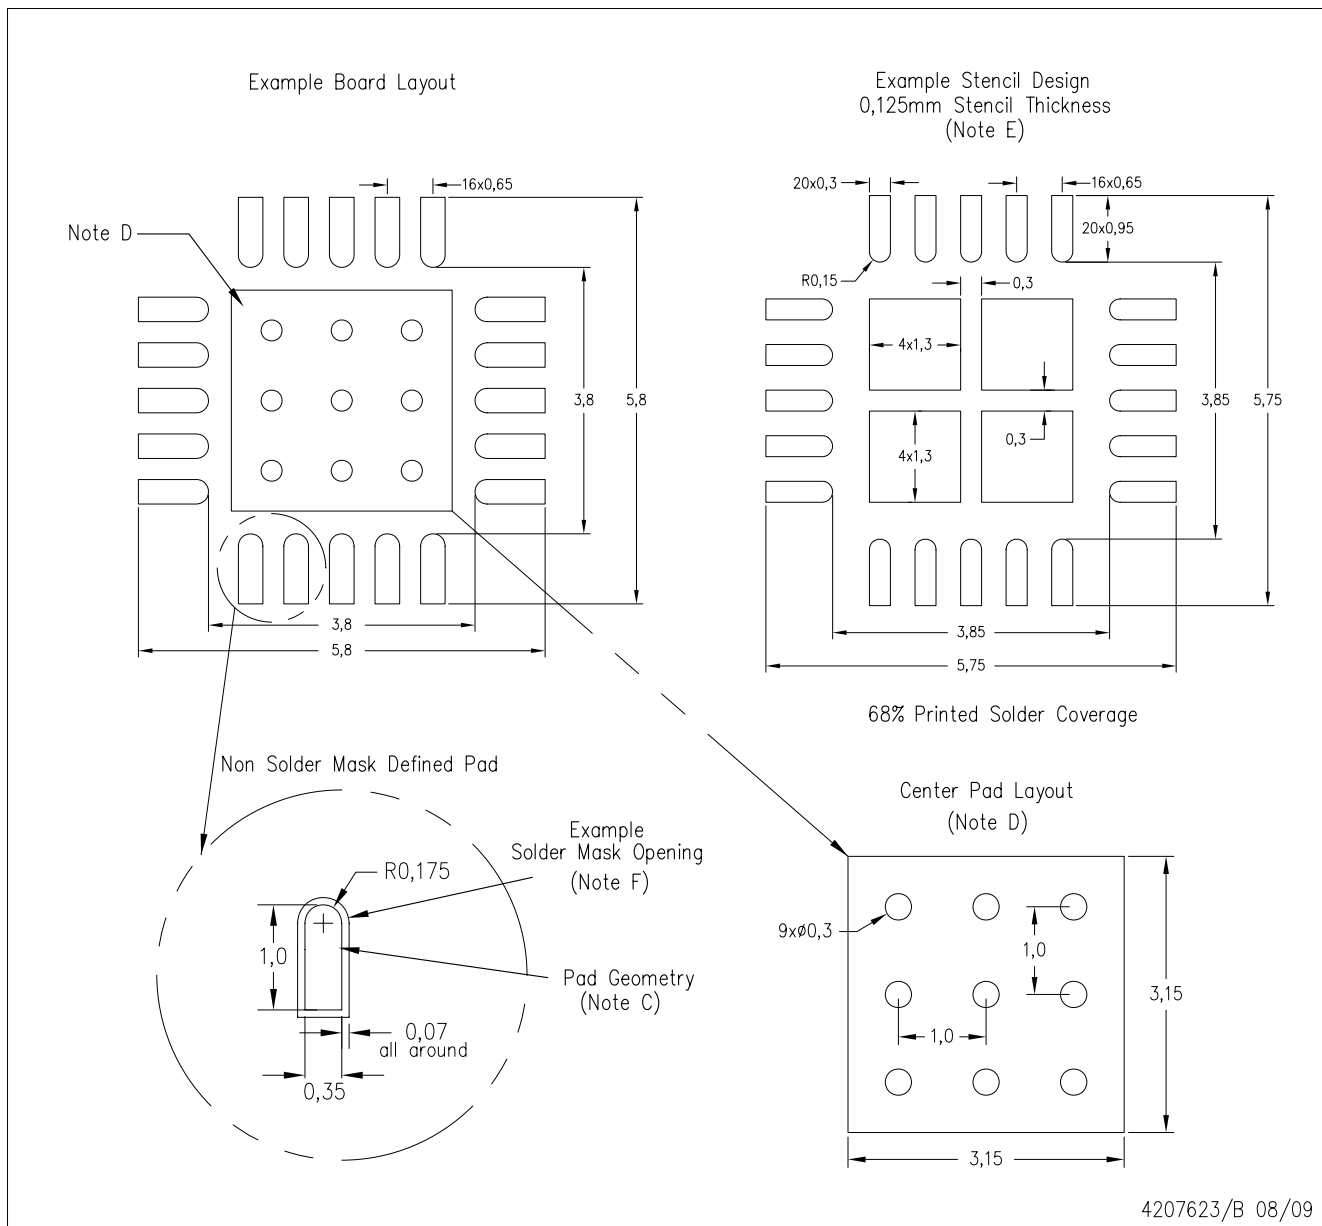 Example Board Layout
Example Stencil Design
0,125mm Stencil Thickness
(Note E)
16x0,65
Note D
3,8
5,8
3,8
5,8
20x0,3
16x0,65
20x0,95
R0,15
0,3
4x1,3
3,85
5,75
0,3
4x1,3
3,85
5,75
68% Printed Solder Coverage
Non Solder Mask Defined Pad
Example
Solder Mask Opening
(Note F)
R0,175
1,0
Pad Geometry
(Note C)
0,07
all around
0,35
Center Pad Layout
(Note D)
9xø0,3
1,0
1,0
3,15
3,15
4207623/B 08/09